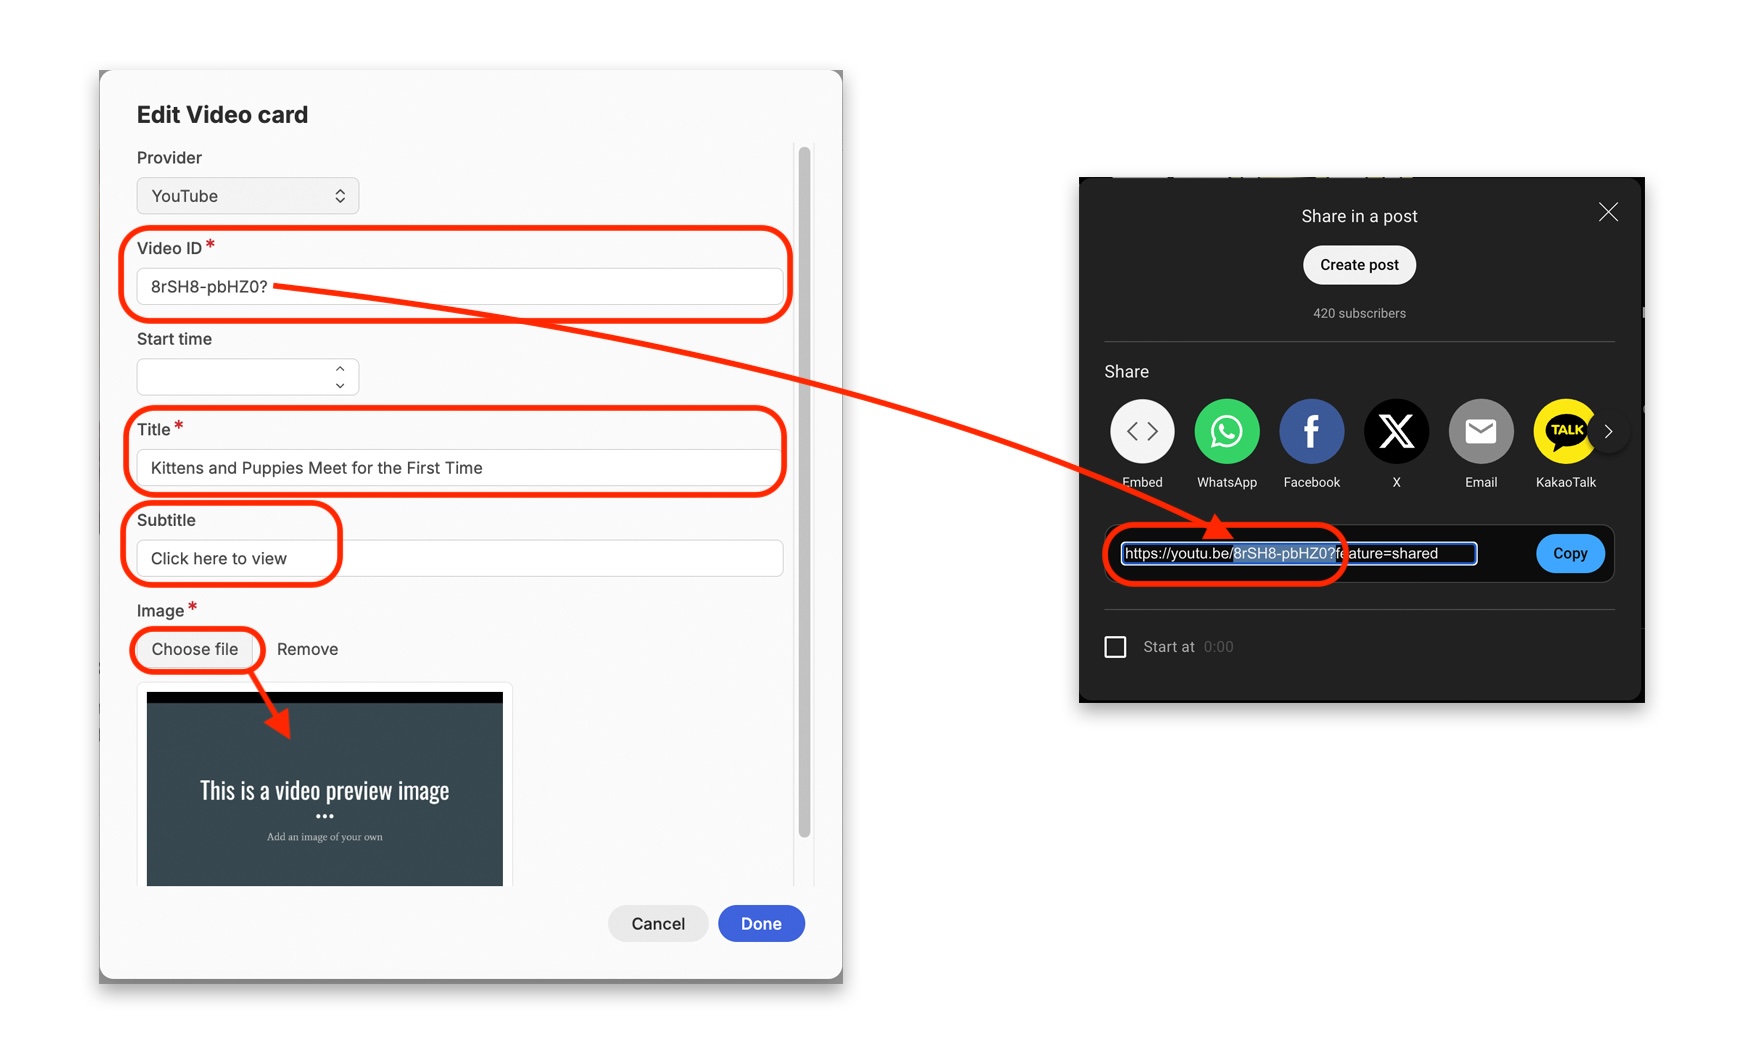 Edit Video card
Provider
YouTube
Video ID *
8rSH8-pbHZ0?
Start time
Title *
Kittens and Puppies Meet for the First Time
Subtitle
Click here to view
Image *
Choose file Remove
This is a video preview image
Add an image of your own
Cancel Done
Share in a post
Create post
420 subscribers
Share
TALK
Embed WhatsApp Facebook X Email KakaoTalk
https://youtu.be/8rSH8-pbHZ0?feature=shared Copy
Start at 0:00